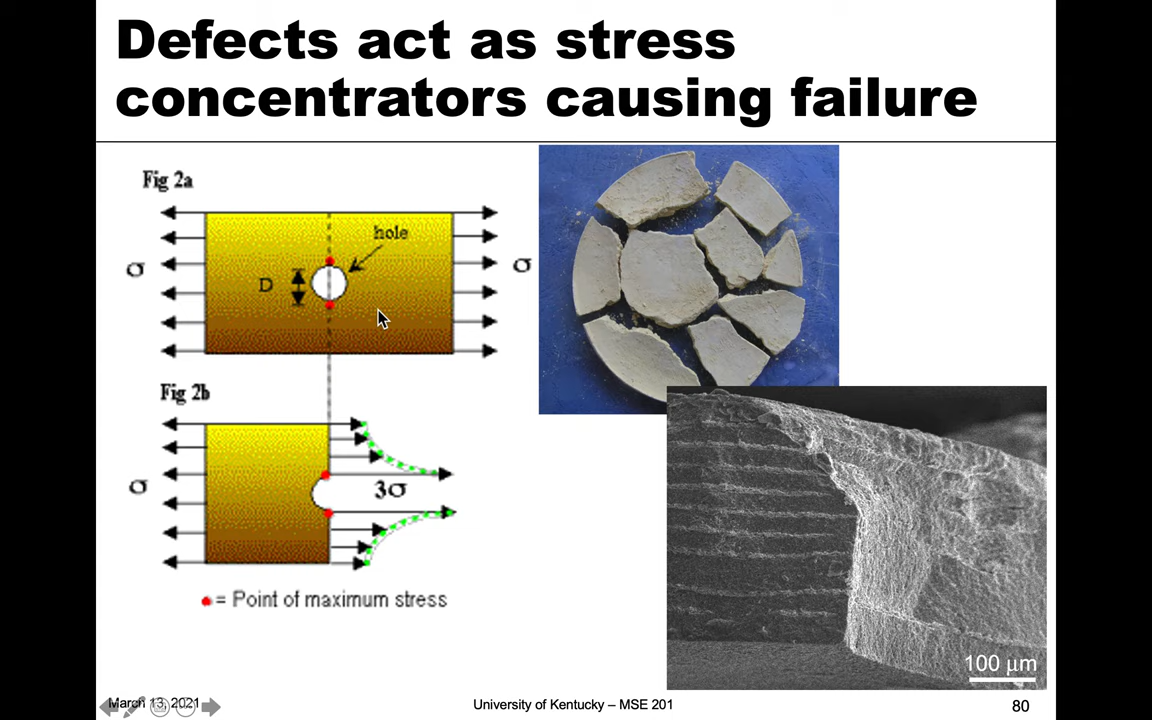 Defects act as stress
concentrators causing failure
Fig 2a
hole
σ
D
σ
Fig 2b
σ
3σ
= Point of maximum stress
100 μm
March 13, 2021
University of Kentucky – MSE 201
80